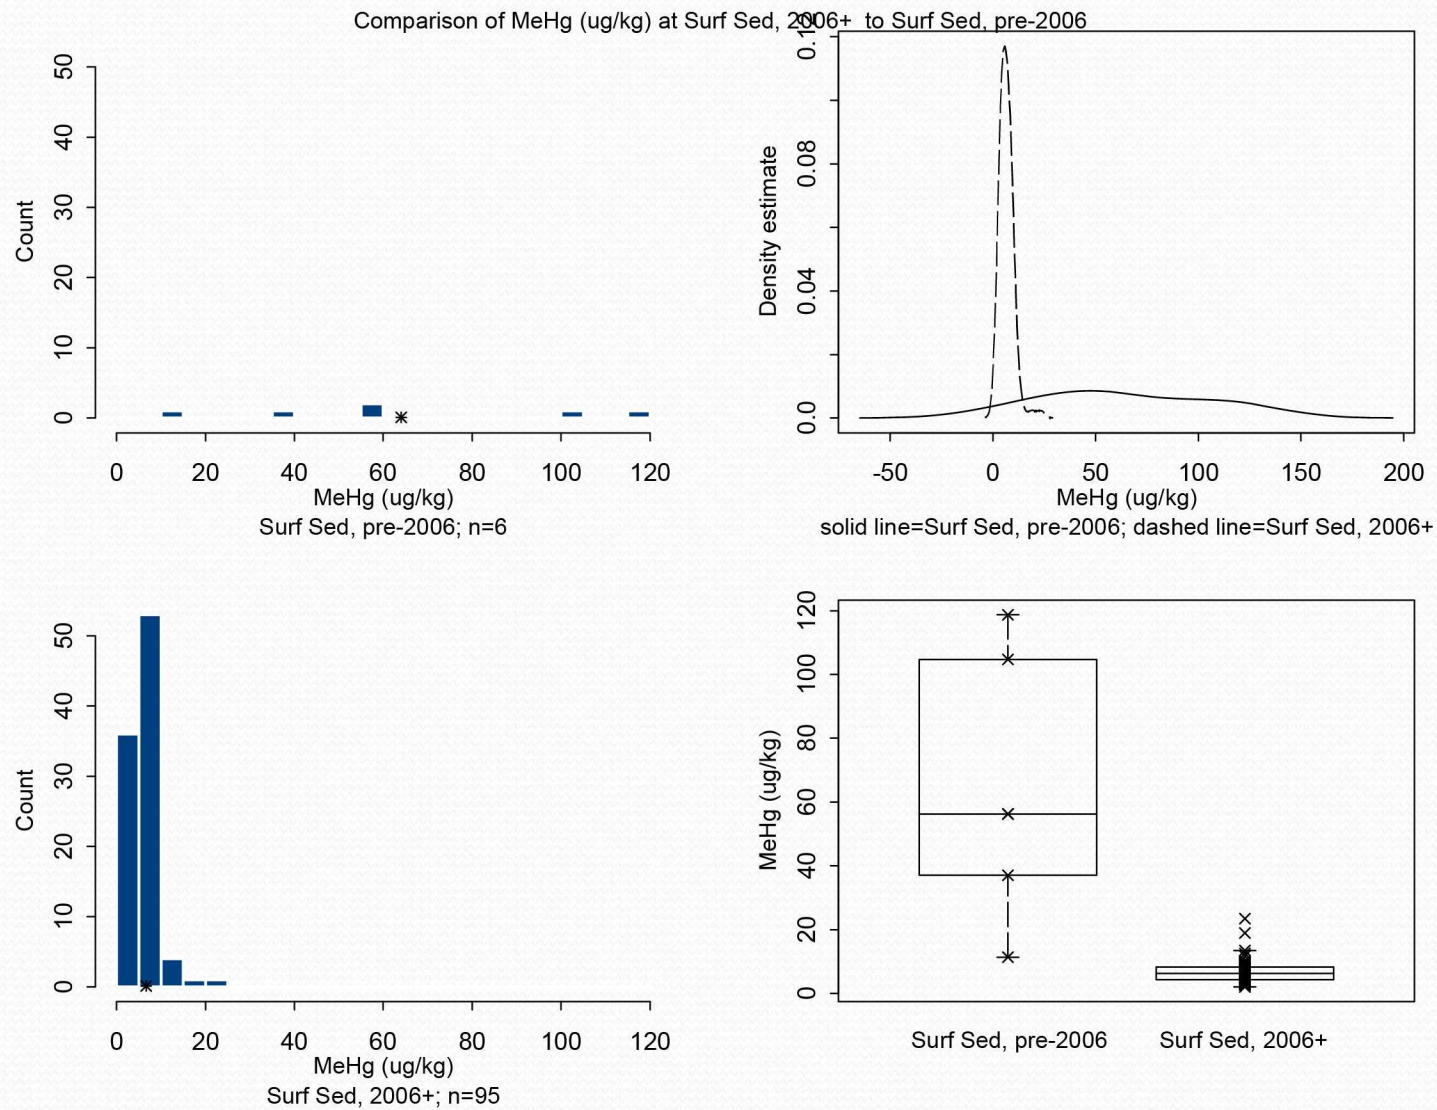 Comparison of MeHg (ug/kg) at Surf Sed, 2006+ to Surf Sed, pre-2006
50
40
30
20
10
0
Count
0 20 40 60 80 100 120
MeHg (ug/kg)
Surf Sed, pre-2006; n=6
0.12
0.08
0.04
0.0
Density estimate
-50 0 50 100 150 200
MeHg (ug/kg)
solid line=Surf Sed, pre-2006; dashed line=Surf Sed, 2006+
50
40
30
20
10
0
Count
0 20 40 60 80 100 120
MeHg (ug/kg)
Surf Sed, 2006+; n=95
120
100
80
60
40
20
0
MeHg (ug/kg)
Surf Sed, pre-2006 Surf Sed, 2006+